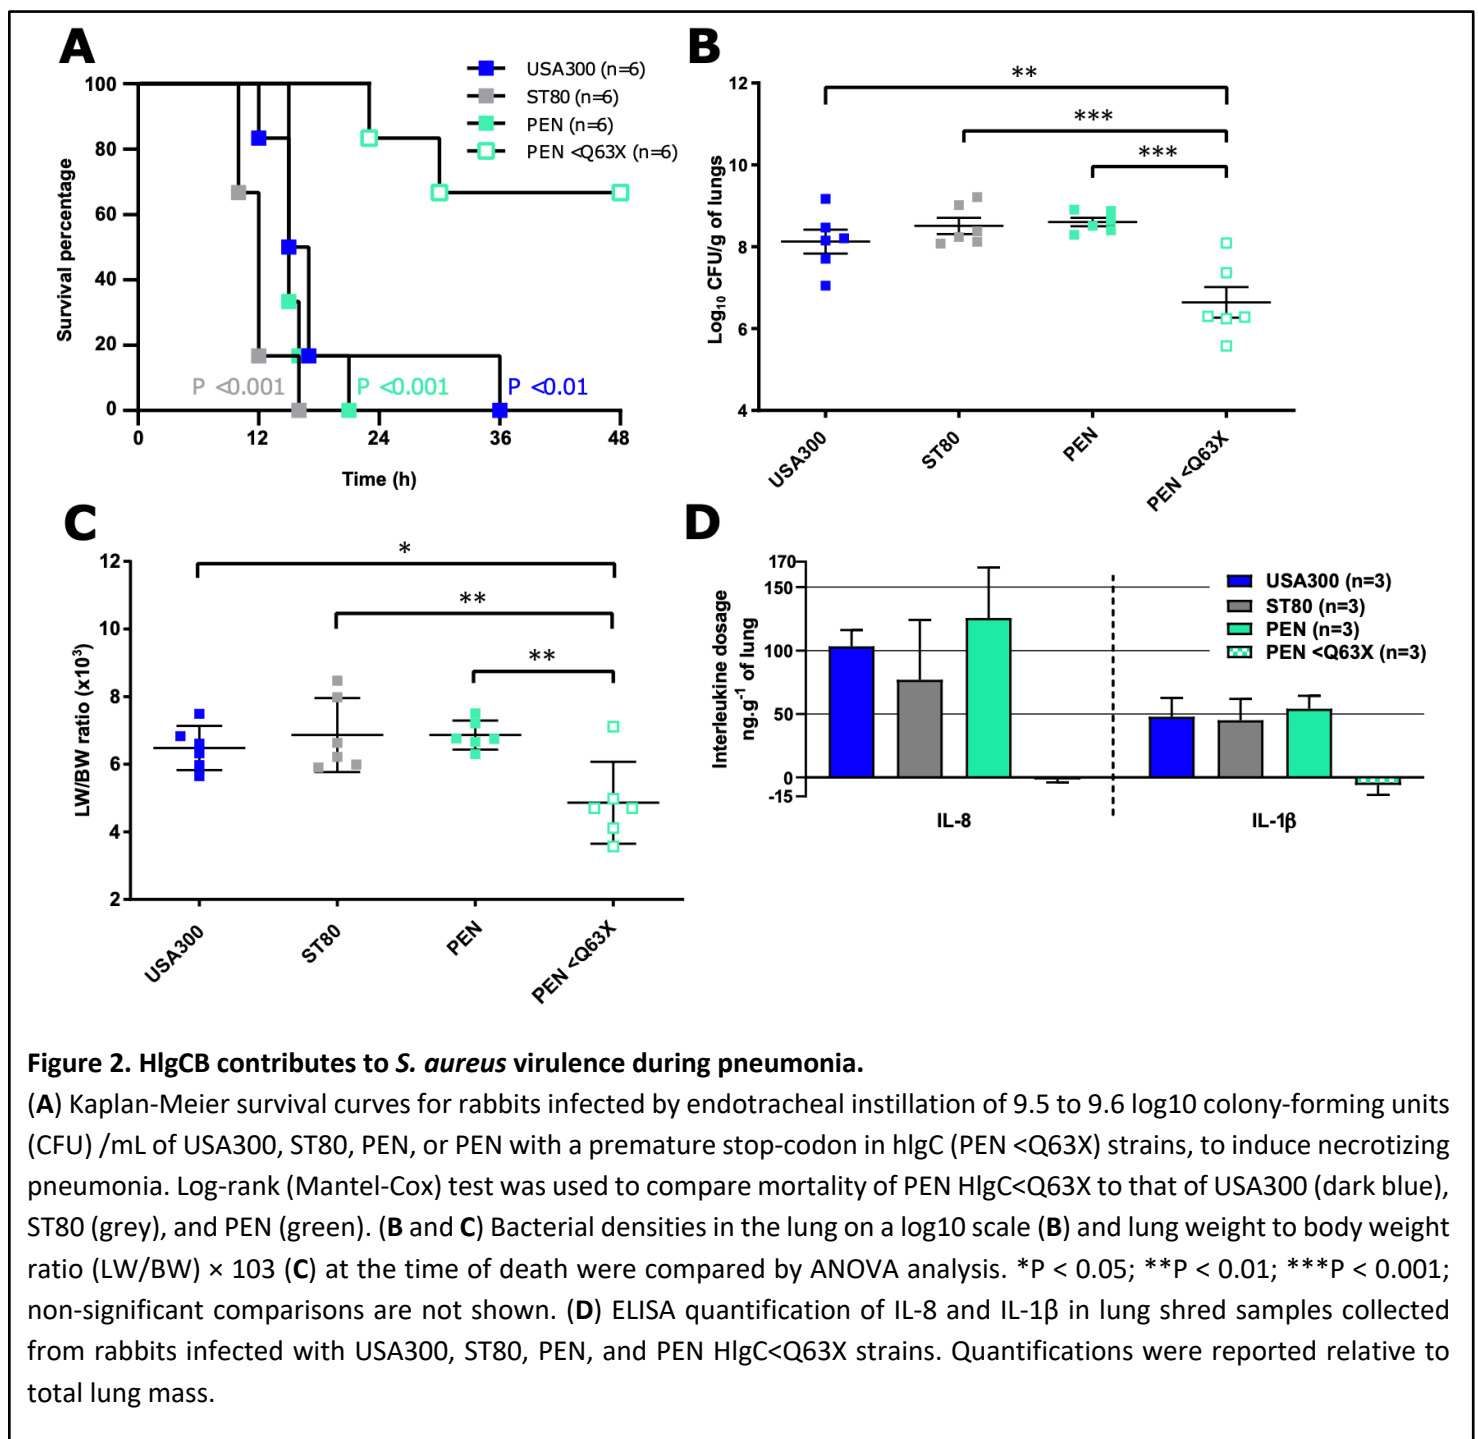 A
USA300 (n=6)
ST80 (n=6)
PEN (n=6)
PEN <Q63X (n=6)
Survival percentage
100
80
60
40
20
0
P <0.001
P <0.001
P <0.01
0
12
24
36
48
Time (h)
B
**
***
***
Log10 CFU/g of lungs
12
10
8
6
4
USA300
ST80
PEN
PEN <Q63X
C
*
**
**
LW/BW ratio (x10³)
12
10
8
6
4
2
USA300
ST80
PEN
PEN <Q63X
D
Interleukine dosage
ng.g⁻¹ of lung
170
150
100
50
0
-15
USA300 (n=3)
ST80 (n=3)
PEN (n=3)
PEN <Q63X (n=3)
IL-8
IL-1β
Figure 2. HlgCB contributes to S. aureus virulence during pneumonia.
(A) Kaplan-Meier survival curves for rabbits infected by endotracheal instillation of 9.5 to 9.6 log10 colony-forming units
(CFU) /mL of USA300, ST80, PEN, or PEN with a premature stop-codon in hlgC (PEN <Q63X) strains, to induce necrotizing
pneumonia. Log-rank (Mantel-Cox) test was used to compare mortality of PEN HlgC<Q63X to that of USA300 (dark blue),
ST80 (grey), and PEN (green). (B and C) Bacterial densities in the lung on a log10 scale (B) and lung weight to body weight
ratio (LW/BW) × 103 (C) at the time of death were compared by ANOVA analysis. *P < 0.05; **P < 0.01; ***P < 0.001;
non-significant comparisons are not shown. (D) ELISA quantification of IL-8 and IL-1β in lung shred samples collected
from rabbits infected with USA300, ST80, PEN, and PEN HlgC<Q63X strains. Quantifications were reported relative to
total lung mass.